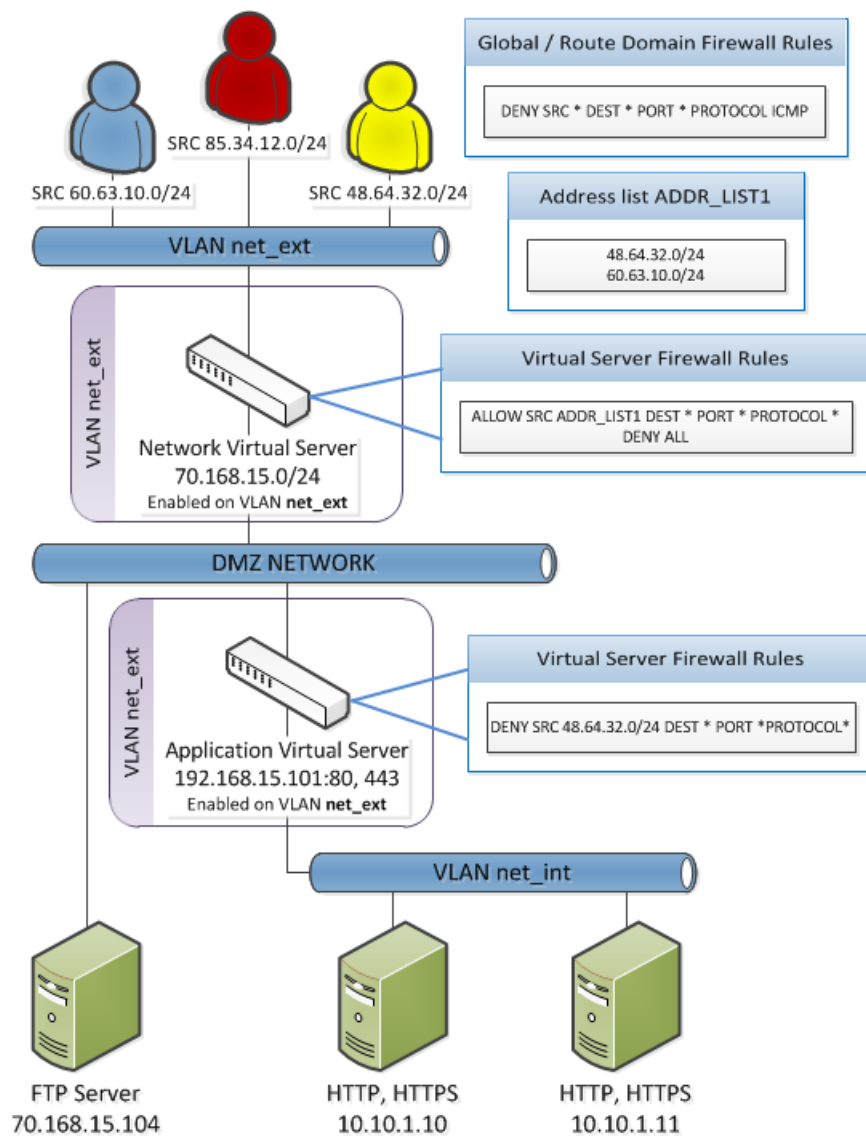 Global / Route Domain Firewall Rules
DENY SRC * DEST * PORT * PROTOCOL ICMP
SRC 85.34.12.0/24
SRC 60.63.10.0/24
SRC 48.64.32.0/24
Address list ADDR_LIST1
48.64.32.0/24
60.63.10.0/24
VLAN net_ext
VLAN net_ext
Network Virtual Server
70.168.15.0/24
Enabled on VLAN net_ext
Virtual Server Firewall Rules
ALLOW SRC ADDR_LIST1 DEST * PORT * PROTOCOL *
DENY ALL
DMZ NETWORK
VLAN net_ext
Application Virtual Server
192.168.15.101:80, 443
Enabled on VLAN net_ext
Virtual Server Firewall Rules
DENY SRC 48.64.32.0/24 DEST * PORT *PROTOCOL*
VLAN net_int
FTP Server
70.168.15.104
HTTP, HTTPS
10.10.1.10
HTTP, HTTPS
10.10.1.11